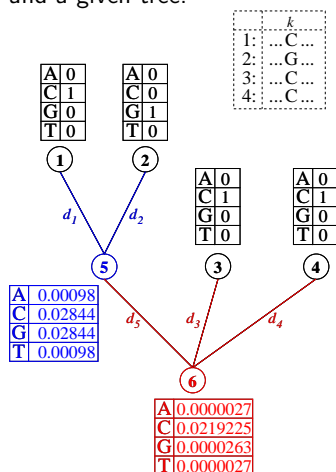 and a given tree.
k
1: ...C...
2: ...G...
3: ...C...
4: ...C...
A 0 A 0
C 1 C 0
G 0 G 1
T 0 T 0
1 2
A 0 A 0
C 1 C 1
G 0 G 0
T 0 T 0
d1 d2
5 3 4
A 0.00098
C 0.02844
G 0.02844
T 0.00098
d5 d3 d4
6
A 0.0000027
C 0.0219225
G 0.0000263
T 0.0000027